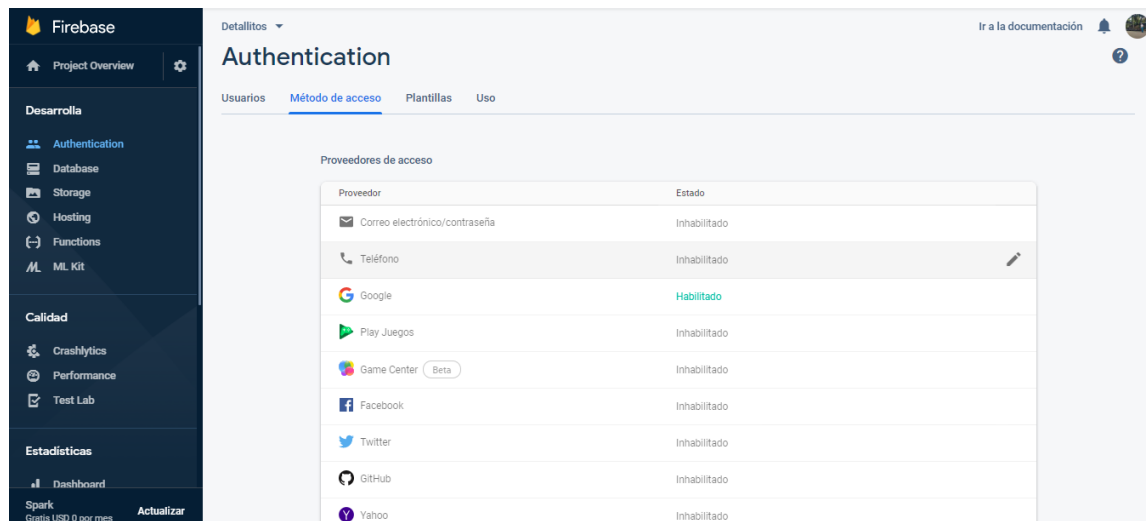 Firebase
Project Overview
Desarrolla
Authentication
Database
Storage
Hosting
Functions
ML Kit
Calidad
Crashlytics
Performance
Test Lab
Estadísticas
Dashboard
Spark
Gratis USD 0 por mes
Actualizar
Detallitos
Ir a la documentación
Authentication
Usuarios Método de acceso Plantillas Uso
Proveedores de acceso
Proveedor Estado
Correo electrónico/contraseña Inhabilitado
Teléfono Inhabilitado
Google Habilitado
Play Juegos Inhabilitado
Game Center Beta Inhabilitado
Facebook Inhabilitado
Twitter Inhabilitado
GitHub Inhabilitado
Yahoo Inhabilitado